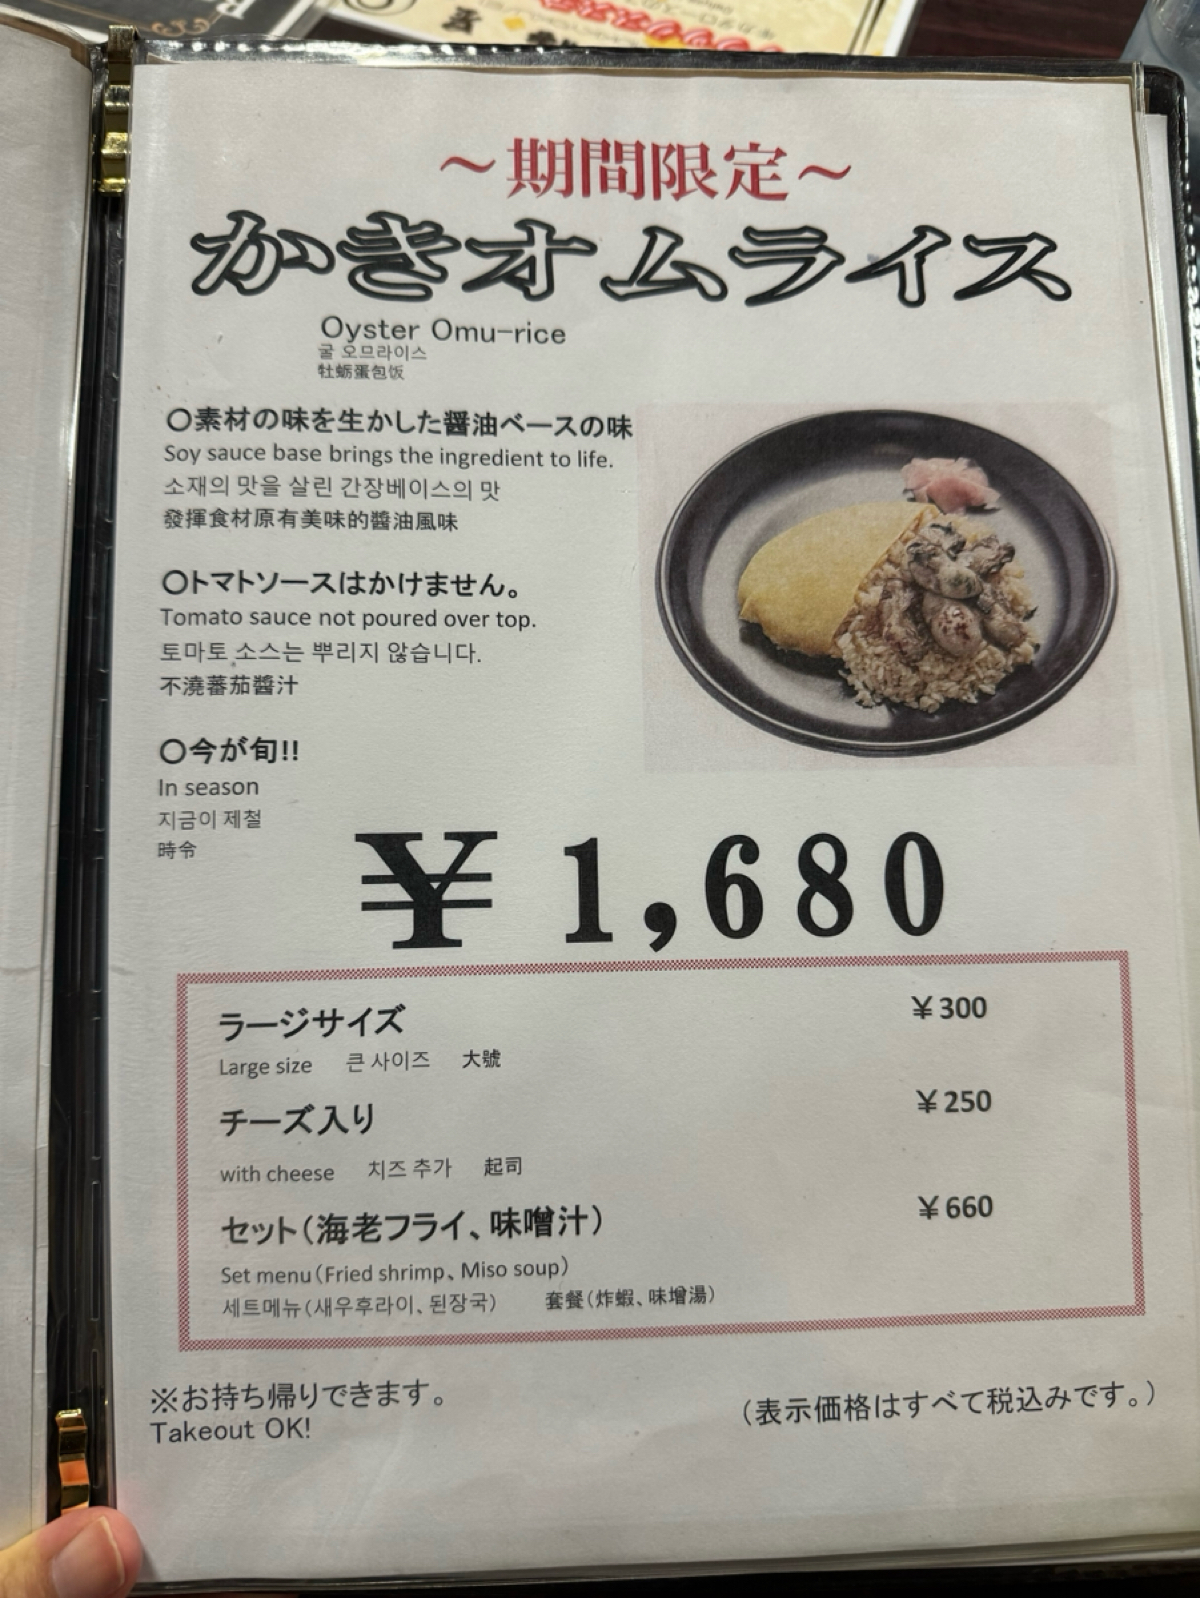 ～期間限定～
かきオムライス
Oyster Omu-rice
굴 오므라이스
牡蛎蛋包饭
○素材の味を生かした醤油ベースの味
Soy sauce base brings the ingredient to life.
소재의 맛을 살린 간장베이스의 맛
發揮食材原有美味的醬油風味
○トマトソースはかけません。
Tomato sauce not poured over top.
토마토 소스는 뿌리지 않습니다.
不澆蕃茄醬汁
○今が旬!!
In season
지금이 제철
時令
￥1,680
ラージサイズ ￥300
Large size 큰 사이즈 大號
チーズ入り ￥250
with cheese 치즈 추가 起司
セット（海老フライ、味噌汁） ￥660
Set menu（Fried shrimp、Miso soup）
세트메뉴（새우후라이、된장국） 套餐（炸蝦、味增湯）
※お持ち帰りできます。
Takeout OK!
（表示価格はすべて税込みです。）